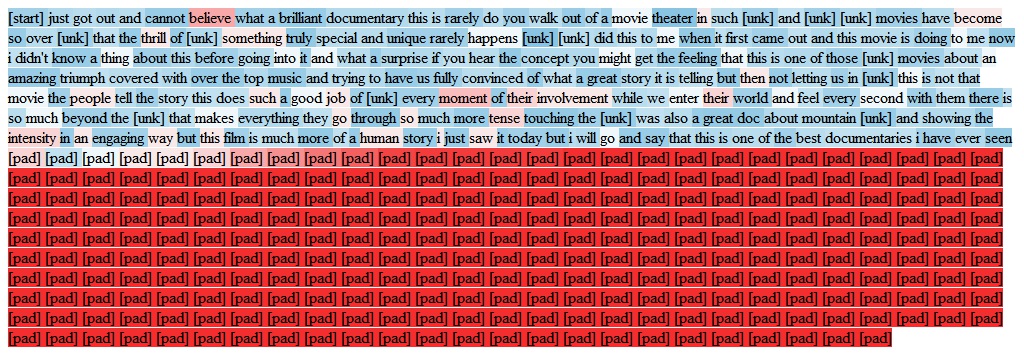 [start] just got out and cannot believe what a brilliant documentary this is rarely do you walk out of a movie theater in such [unk] and [unk] [unk] movies have become
so over [unk] that the thrill of [unk] something truly special and unique rarely happens [unk] [unk] did this to me when it first came out and this movie is doing to me now
i didn't know a thing about this before going into it and what a surprise if you hear the concept you might get the feeling that this is one of those [unk] movies about an
amazing triumph covered with over the top music and trying to have us fully convinced of what a great story it is telling but then not letting us in [unk] this is not that
movie the people tell the story this does such a good job of [unk] every moment of their involvement while we enter their world and feel every second with them there is
so much beyond the [unk] that makes everything they go through so much more tense touching the [unk] was also a great doc about mountain [unk] and showing the
intensity in an engaging way but this film is much more of a human story i just saw it today but i will go and say that this is one of the best documentaries i have ever seen
[pad] [pad] [pad] [pad] [pad] [pad] [pad] [pad] [pad] [pad] [pad] [pad] [pad] [pad] [pad] [pad] [pad] [pad] [pad] [pad] [pad] [pad] [pad] [pad] [pad] [pad] [pad]
[pad] [pad] [pad] [pad] [pad] [pad] [pad] [pad] [pad] [pad] [pad] [pad] [pad] [pad] [pad] [pad] [pad] [pad] [pad] [pad] [pad] [pad] [pad] [pad] [pad] [pad] [pad]
[pad] [pad] [pad] [pad] [pad] [pad] [pad] [pad] [pad] [pad] [pad] [pad] [pad] [pad] [pad] [pad] [pad] [pad] [pad] [pad] [pad] [pad] [pad] [pad] [pad] [pad] [pad]
[pad] [pad] [pad] [pad] [pad] [pad] [pad] [pad] [pad] [pad] [pad] [pad] [pad] [pad] [pad] [pad] [pad] [pad] [pad] [pad] [pad] [pad] [pad] [pad] [pad] [pad] [pad]
[pad] [pad] [pad] [pad] [pad] [pad] [pad] [pad] [pad] [pad] [pad] [pad] [pad] [pad] [pad] [pad] [pad] [pad] [pad] [pad] [pad] [pad] [pad] [pad] [pad] [pad] [pad]
[pad] [pad] [pad] [pad] [pad] [pad] [pad] [pad] [pad] [pad] [pad] [pad] [pad] [pad] [pad] [pad] [pad] [pad] [pad] [pad] [pad] [pad] [pad] [pad] [pad] [pad] [pad]
[pad] [pad] [pad] [pad] [pad] [pad] [pad] [pad] [pad] [pad] [pad] [pad] [pad] [pad] [pad] [pad] [pad] [pad] [pad] [pad] [pad] [pad] [pad] [pad] [pad] [pad] [pad]
[pad] [pad] [pad] [pad] [pad] [pad] [pad] [pad] [pad] [pad] [pad] [pad] [pad] [pad] [pad] [pad] [pad] [pad] [pad] [pad] [pad] [pad] [pad] [pad] [pad] [pad] [pad]
[pad] [pad] [pad] [pad] [pad] [pad] [pad] [pad] [pad] [pad] [pad] [pad] [pad] [pad] [pad] [pad] [pad] [pad] [pad] [pad] [pad] [pad] [pad] [pad] [pad] [pad] [pad]
[pad] [pad] [pad] [pad] [pad] [pad] [pad] [pad] [pad] [pad] [pad] [pad] [pad] [pad] [pad] [pad] [pad] [pad] [pad] [pad] [pad] [pad] [pad] [pad]